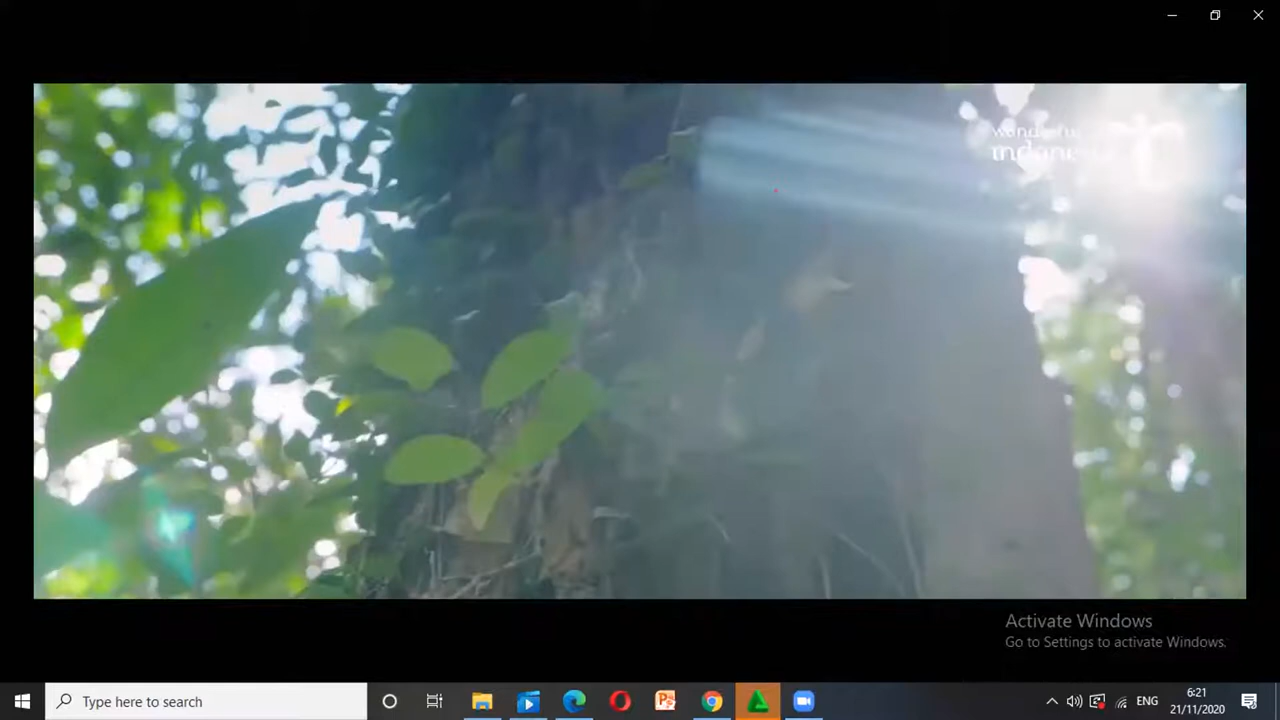 Activate Windows
Go to Settings to activate Windows.
Type here to search
ENG
6:21
21/11/2020